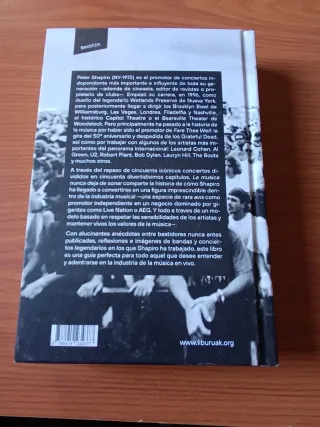 Peter Shapiro (NY-1972) es el promotor de conciertos
independiente más importante e influyente de toda su ge-
neración —además de cineasta, editor de revistas o pro-
pietario de clubs—. Empezó su carrera, en 1996, como
dueño del legendario Wetlands Preserve de Nueva York,
para posteriormente llegar a dirigir los Brooklyn Bowl de
Williamsburg, Las Vegas, Londres, Filadelfia y Nashville,
el histórico Capitol Theatre o el Bearsville Theater de
Woodstock. Pero principalmente ha pasado a la historia de
la música por haber sido el promotor de Fare Thee Well: la
gira del 50º aniversario y despedida de los Grateful Dead,
así como por trabajar con algunos de los artistas más im-
portantes del panorama internacional: Leonard Cohen, Al
Green, U2, Robert Plant, Bob Dylan, Lauryn Hill, The Roots
y muchos otros.
A través del repaso de cincuenta icónicos conciertos divi-
didos en cincuenta divertidísimos capítulos, La música
nunca deja de sonar comparte la historia de cómo Shapiro
ha llegado a convertirse en una figura imprescindible den-
tro de la industria musical —una especie de rara avis como
promotor independiente en un negocio dominado por gi-
gantes como Live Nation o AEG. Y todo a través de un mo-
delo basado en respetar las sensibilidades de los artistas y
mantener vivos los valores de la música—.
Con alucinantes anécdotas entre bastidores nunca antes
publicadas, reflexiones e imágenes de bandas y concier-
tos legendarios en los que Shapiro ha trabajado, este libro
es una guía perfecta para todo aquel que desee entender
y adentrarse en la industria de la música en vivo.
www.liburuak.org